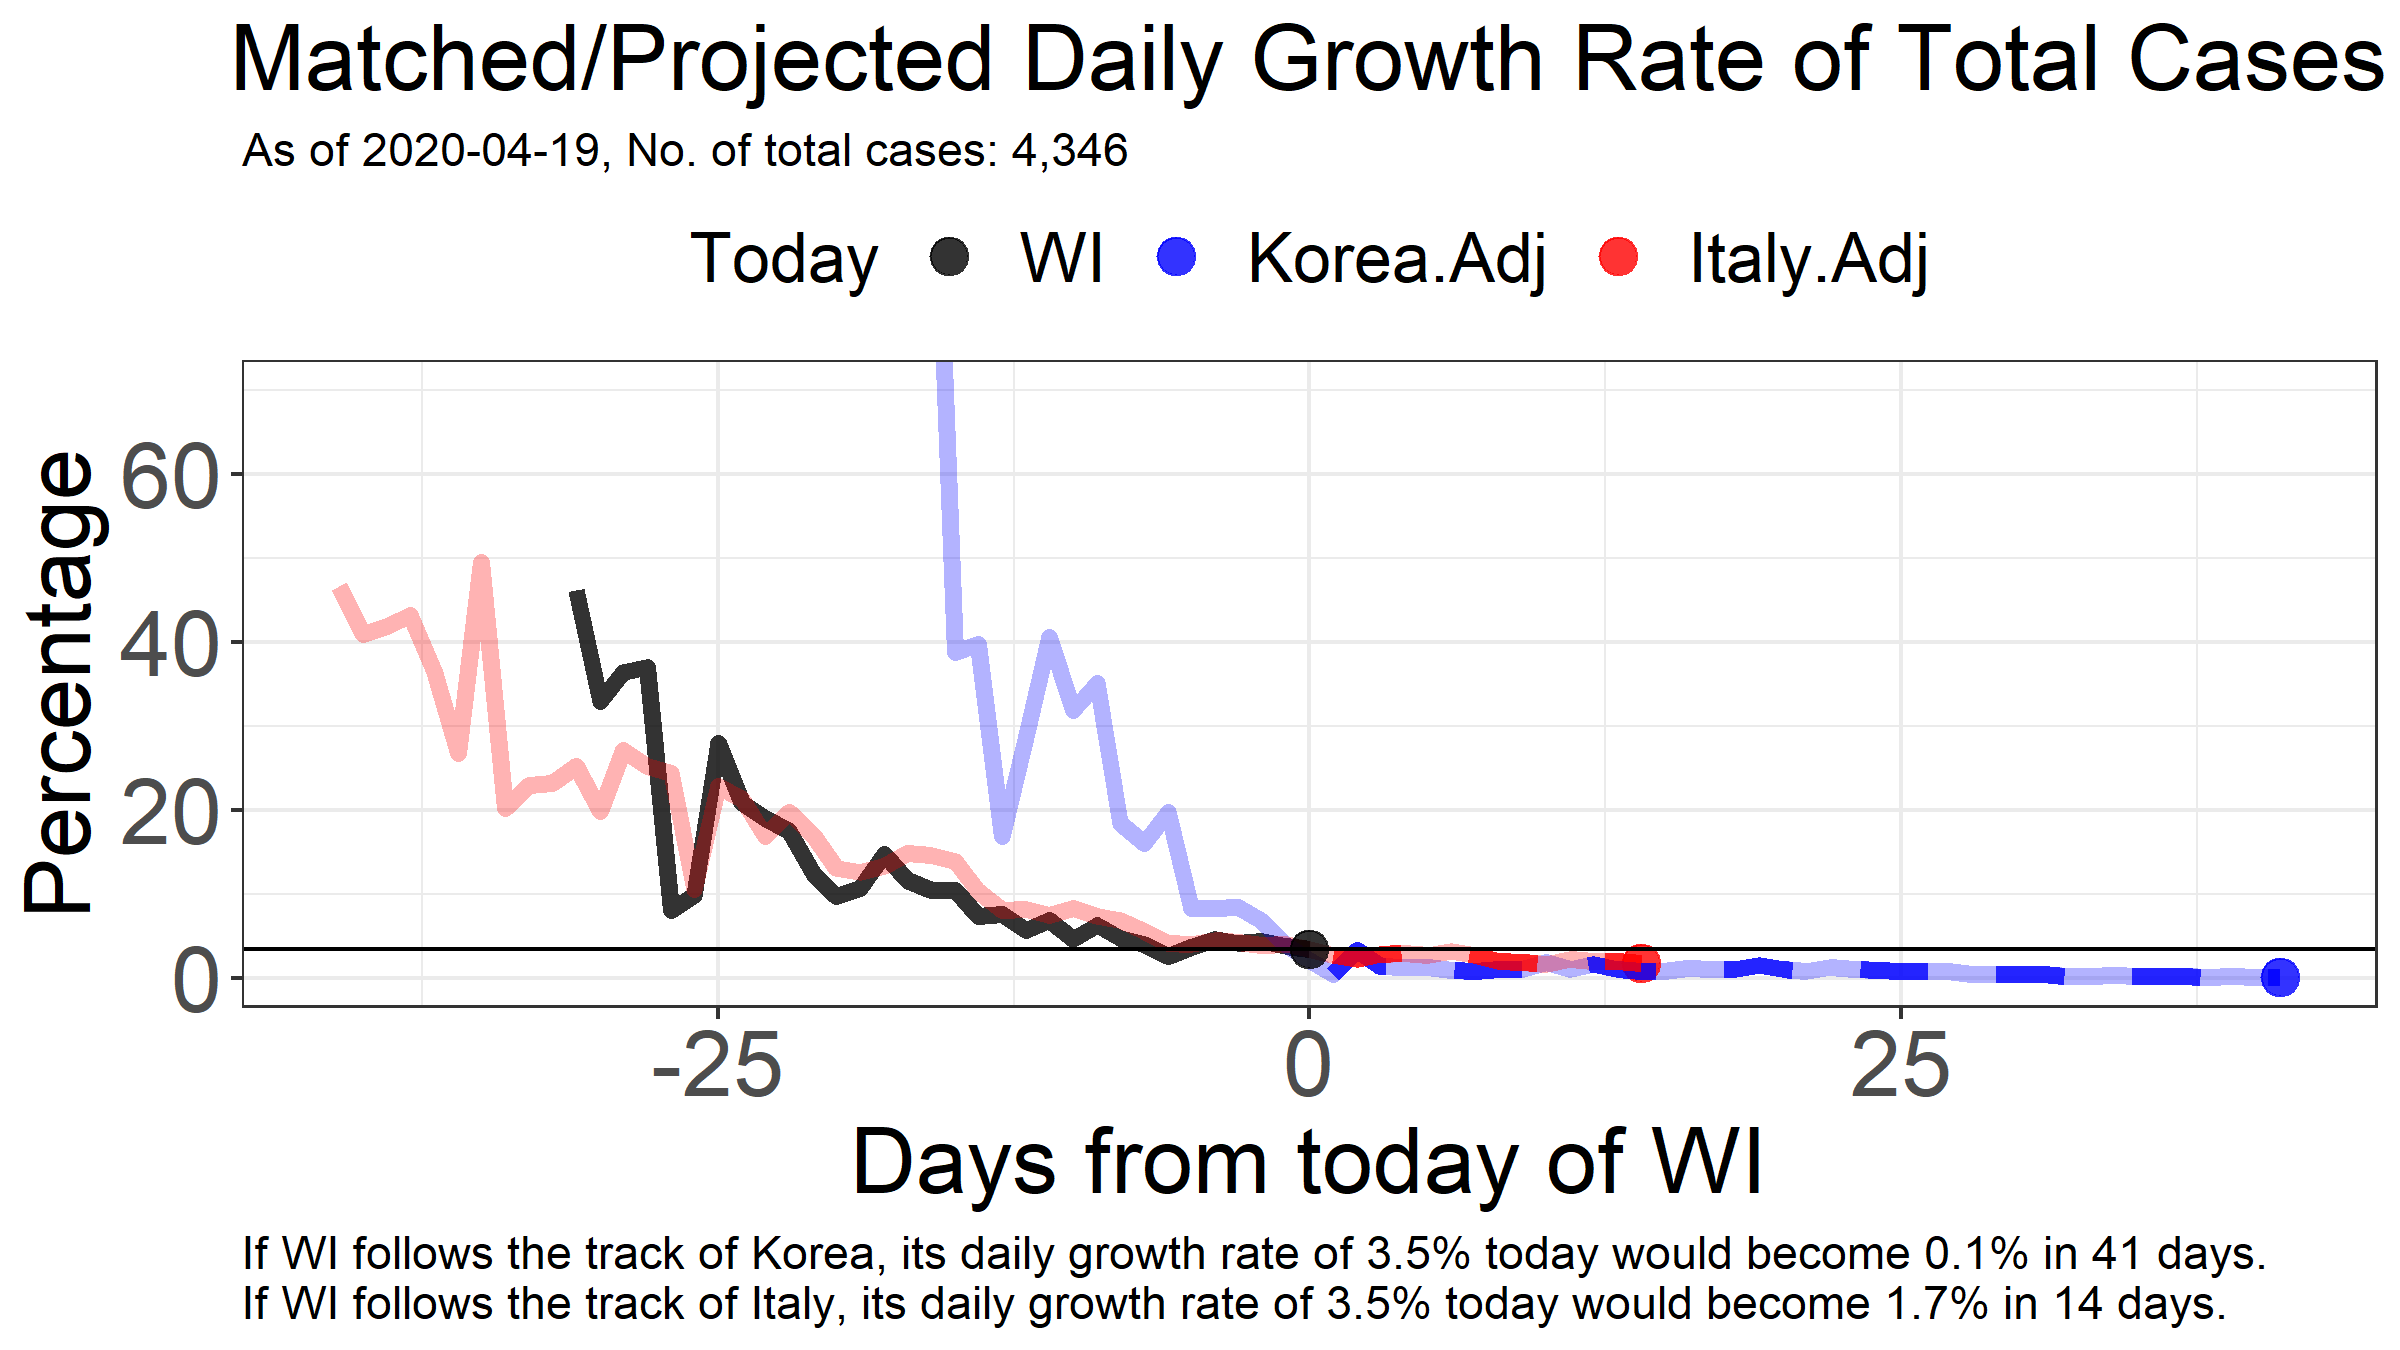 Matched/Projected Daily Growth Rate of Total Cases
As of 2020-04-19, No. of total cases: 4,346
Today WI Korea.Adj Italy.Adj
Percentage
60
40
20
0
-25 0 25
Days from today of WI
If WI follows the track of Korea, its daily growth rate of 3.5% today would become 0.1% in 41 days.
If WI follows the track of Italy, its daily growth rate of 3.5% today would become 1.7% in 14 days.